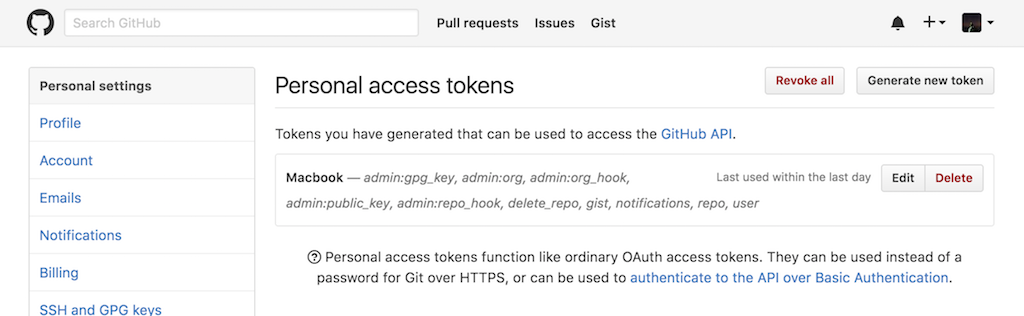 Search GitHub Pull requests Issues Gist
Personal settings
Profile
Account
Emails
Notifications
Billing
SSH and GPG keys
Personal access tokens Revoke all Generate new token
Tokens you have generated that can be used to access the GitHub API.
Macbook — admin:gpg_key, admin:org, admin:org_hook, Last used within the last day Edit Delete
admin:public_key, admin:repo_hook, delete_repo, gist, notifications, repo, user
Personal access tokens function like ordinary OAuth access tokens. They can be used instead of a
password for Git over HTTPS, or can be used to authenticate to the API over Basic Authentication.